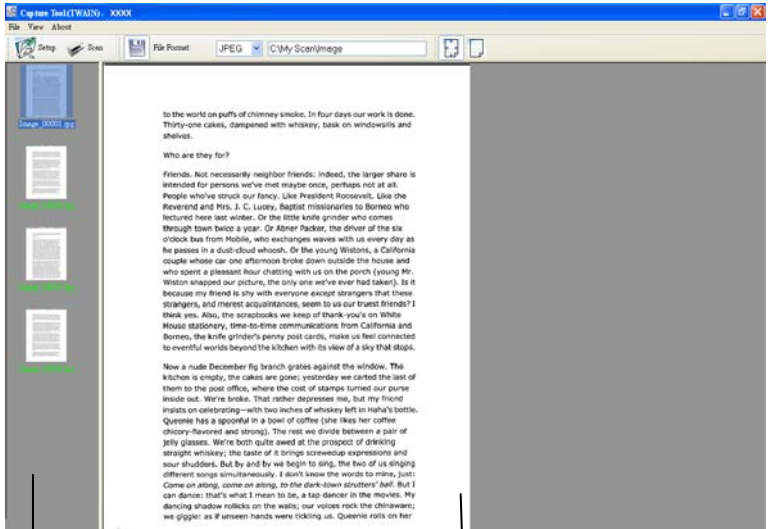 Capture Tool(TWAIN) - XXXX
File View About
Setup Scan File Format: JPEG C:\My Scan\Image
Image_00001.jpg
to the world on puffs of chimney smoke. In four days our work is done.
Thirty-one cakes, dampened with whiskey, bask on windowsills and
shelves.
Who are they for?
Friends. Not necessarily neighbor friends: indeed, the larger share is
intended for persons we've met maybe once, perhaps not at all.
People who've struck our fancy. Like President Roosevelt. Like the
Reverend and Mrs. J. C. Lucey, Baptist missionaries to Borneo who
lectured here last winter. Or the little knife grinder who comes
through town twice a year. Or Abner Packer, the driver of the six
o'clock bus from Mobile, who exchanges waves with us every day as
he passes in a dust-cloud whoosh. Or the young Wistons, a California
couple whose car one afternoon broke down outside the house and
who spent a pleasant hour chatting with us on the porch (young Mr.
Wiston snapped our picture, the only one we've ever had taken). Is it
because my friend is shy with everyone except strangers that these
strangers, and merest acquaintances, seem to us our truest friends? I
think yes. Also, the scrapbooks we keep of thank-you's on White
House stationery, time-to-time communications from California and
Borneo, the knife grinder's penny post cards, make us feel connected
to eventful worlds beyond the kitchen with its view of a sky that stops.
Now a nude December fig branch grates against the window. The
kitchen is empty, the cakes are gone; yesterday we carted the last of
them to the post office, where the cost of stamps turned our purse
inside out. We're broke. That rather depresses me, but my friend
insists on celebrating—with two inches of whiskey left in Haha's bottle.
Queenie has a spoonful in a bowl of coffee (she likes her coffee
chicory-flavored and strong). The rest we divide between a pair of
jelly glasses. We're both quite awed at the prospect of drinking
straight whiskey; the taste of it brings screwedup expressions and
sour shudders. But by and by we begin to sing, the two of us singing
different songs simultaneously. I don't know the words to mine, just:
Come on along, come on along, to the dark-town strutters' ball. But I
can dance: that's what I mean to be, a tap dancer in the movies. My
dancing shadow rollicks on the walls; our voices rock the chinaware;
we giggle: as if unseen hands were tickling us. Queenie rolls on her